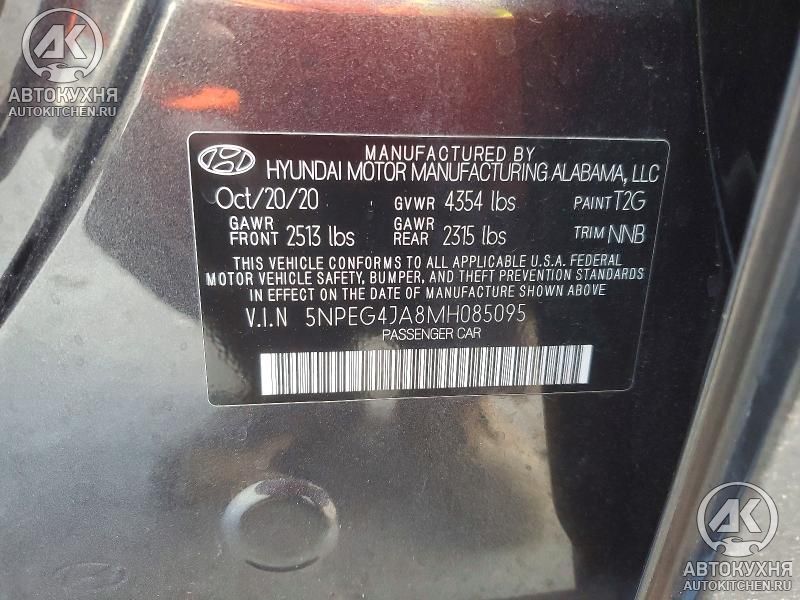 АК
АВТОКУХНЯ
AUTOKITCHEN.RU
MANUFACTURED BY
HYUNDAI MOTOR MANUFACTURING ALABAMA, LLC
Oct/20/20 GVWR 4354 lbs PAINT T2G
GAWR FRONT 2513 lbs GAWR REAR 2315 lbs TRIM NNB
THIS VEHICLE CONFORMS TO ALL APPLICABLE U.S.A. FEDERAL
MOTOR VEHICLE SAFETY, BUMPER, AND THEFT PREVENTION STANDARDS
IN EFFECT ON THE DATE OF MANUFACTURE SHOWN ABOVE
V.I.N 5NPEG4JA8MH085095
PASSENGER CAR
АК
АВТОКУХНЯ
AUTOKITCHEN.RU